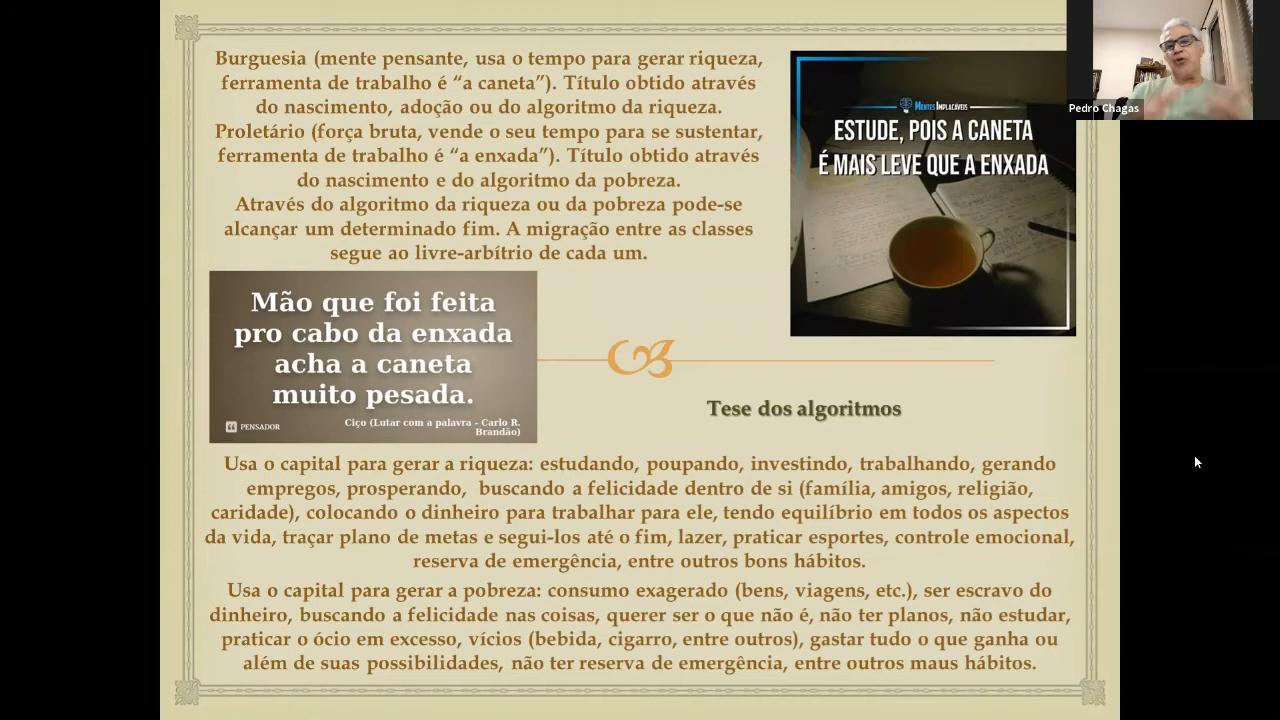 Burguesia (mente pensante, usa o tempo para gerar riqueza,
ferramenta de trabalho é “a caneta”). Título obtido através
do nascimento, adoção ou do algoritmo da riqueza.
Proletário (força bruta, vende o seu tempo para se sustentar,
ferramenta de trabalho é “a enxada”). Título obtido através
do nascimento e do algoritmo da pobreza.
Através do algoritmo da riqueza ou da pobreza pode-se
alcançar um determinado fim. A migração entre as classes
segue ao livre-arbítrio de cada um.
MENTES IMPLACÁVEIS
ESTUDE, POIS A CANETA
É MAIS LEVE QUE A ENXADA
Pedro Chagas
Mão que foi feita
pro cabo da enxada
acha a caneta
muito pesada.
PENSADOR
Ciço (Lutar com a palavra - Carlo R.
Brandão)
Tese dos algoritmos
Usa o capital para gerar a riqueza: estudando, poupando, investindo, trabalhando, gerando
empregos, prosperando,  buscando a felicidade dentro de si (família, amigos, religião,
caridade), colocando o dinheiro para trabalhar para ele, tendo equilíbrio em todos os aspectos
da vida, traçar plano de metas e segui-los até o fim, lazer, praticar esportes, controle emocional,
reserva de emergência, entre outros bons hábitos.
Usa o capital para gerar a pobreza: consumo exagerado (bens, viagens, etc.), ser escravo do
dinheiro, buscando a felicidade nas coisas, querer ser o que não é, não ter planos, não estudar,
praticar o ócio em excesso, vícios (bebida, cigarro, entre outros), gastar tudo o que ganha ou
além de suas possibilidades, não ter reserva de emergência, entre outros maus hábitos.